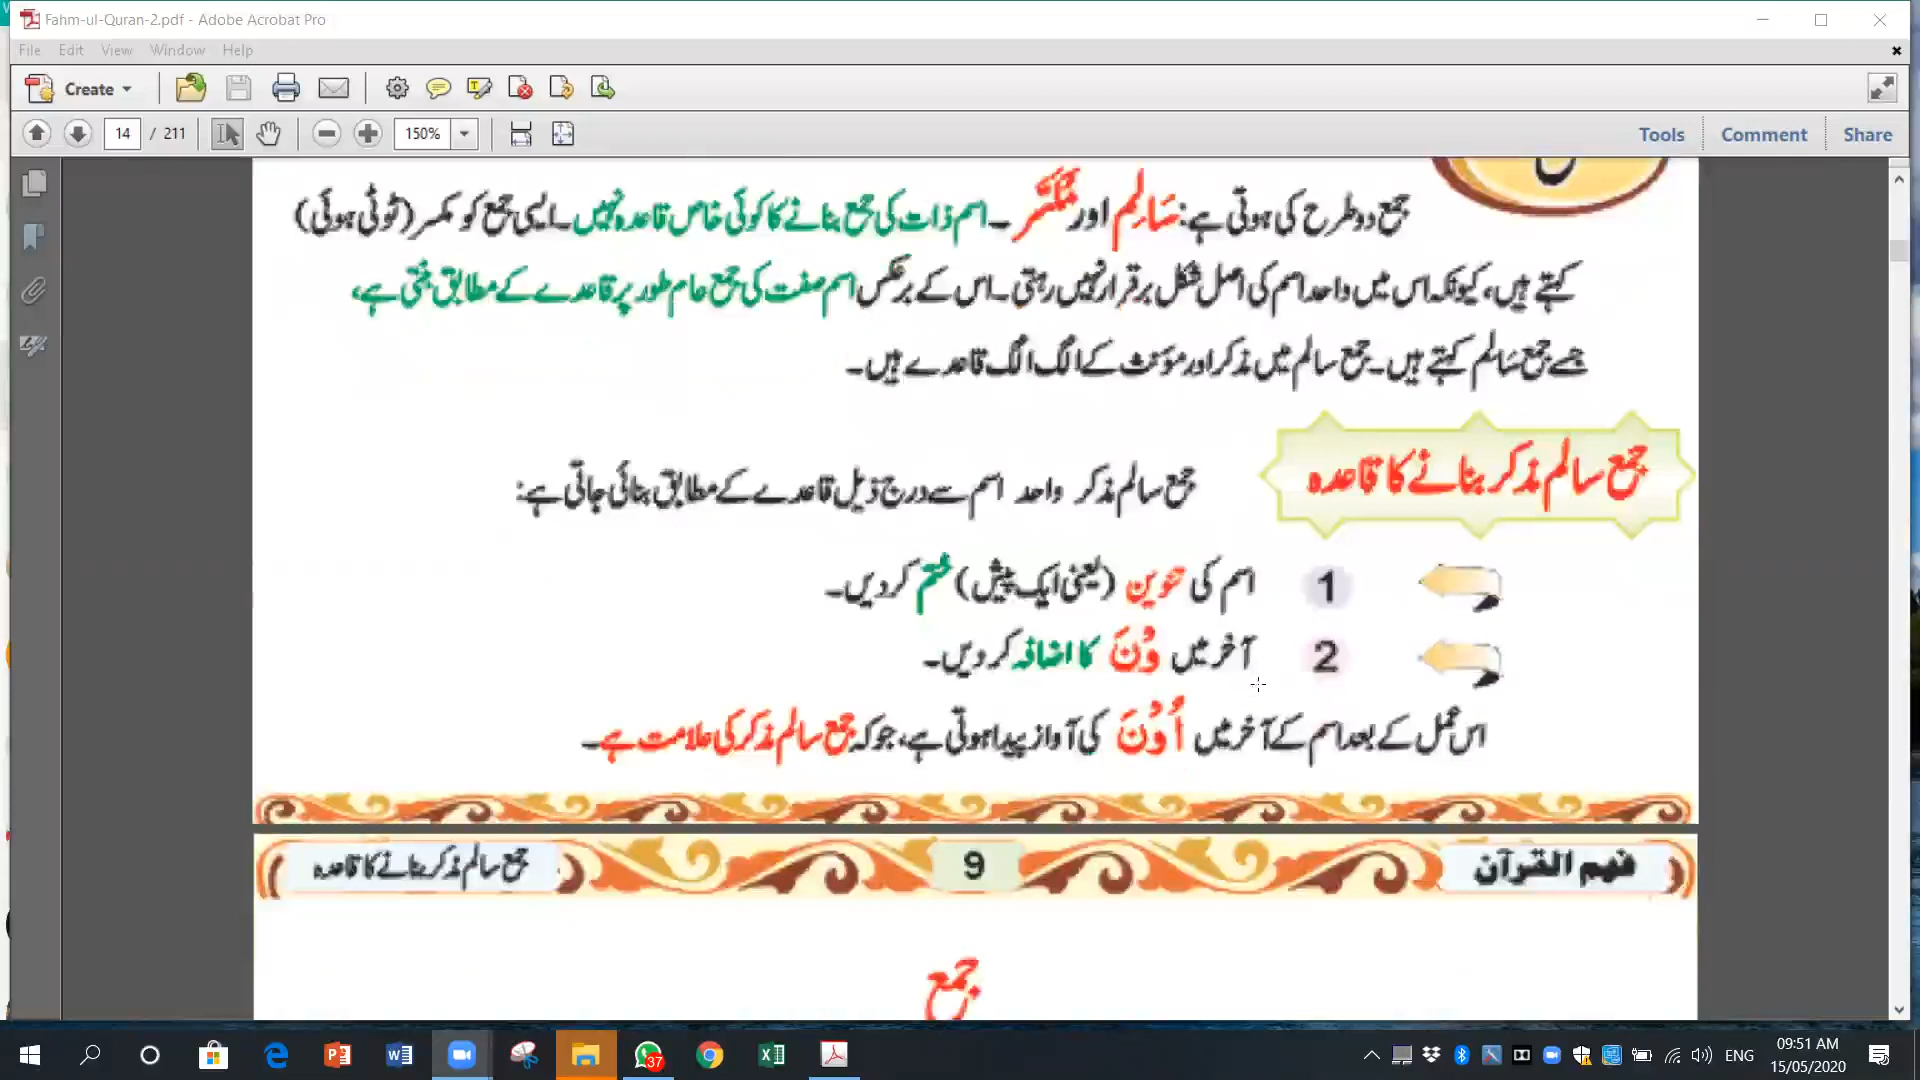 Fahm-ul-Quran-2.pdf - Adobe Acrobat Pro
File Edit View Window Help
Create
14 / 211 150% Tools Comment Share
جمع دو طرح کی ہوتی ہے: سَالِم اور مُکَسَّر ۔ اسم ذات کی جمع بنانے کا کوئی خاص قاعدہ نہیں ۔ ایسی جمع کو مکسر (ٹوٹی ہوئی)
کہتے ہیں، کیونکہ اس میں واحد اسم کی اصل شکل برقرار نہیں رہتی ۔ اس کے برعکس اسم صفت کی جمع عام طور پر قاعدے کے مطابق بنتی ہے،
جسے جمع سَالِم کہتے ہیں ۔ جمع سالم میں مذکر اور مؤنث کے الگ الگ قاعدے ہیں ۔
جمع سالم مذکر بنانے کا قاعدہ
جمع سالم مذکر واحد اسم سے درج ذیل قاعدے کے مطابق بنائی جاتی ہے:
1 اسم کی تنوین (یعنی ایک پیش) ختم کر دیں ۔
2 آخر میں وْنَ کا اضافہ کر دیں ۔
اس عمل کے بعد اسم کے آخر میں اُوْنَ کی آواز پیدا ہوتی ہے، جو کہ جمع سالم مذکر کی علامت ہے ۔
فہم القرآن 9 جمع سالم مذکر بنانے کا قاعدہ
جمع
37
ENG
09:51 AM
15/05/2020